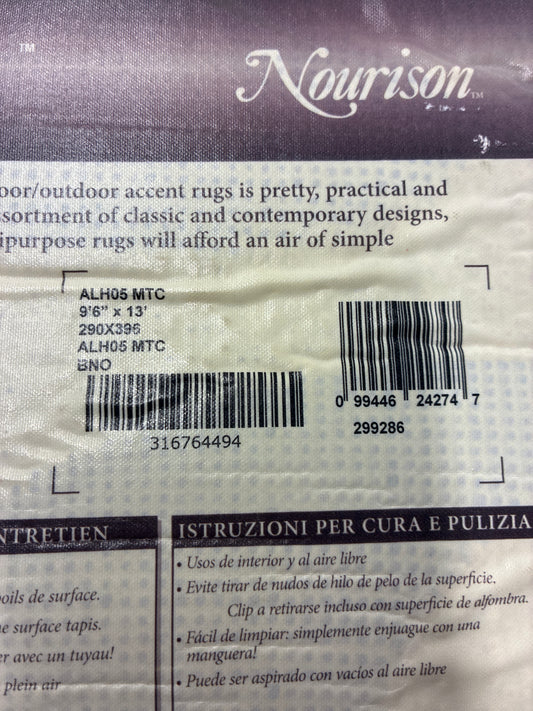 TM
Nourison TM
oor/outdoor accent rugs is pretty, practical and
ssortment of classic and contemporary designs,
ipurpose rugs will afford an air of simple
ALH05 MTC
9'6" x 13'
290X396
ALH05 MTC
BNO
316764494
0 99446 24274 7
299286
NTRETIEN
oils de surface.
e surface tapis.
er avec un tuyau!
plein air
ISTRUZIONI PER CURA E PULIZIA
• Usos de interior y al aire libre
• Evite tirar de nudos de hilo de pelo de la superficie.
Clip a retirarse incluso con superficie de alfombra.
• Fácil de limpiar: simplemente enjuague con una
manguera!
• Puede ser aspirado con vacíos al aire libre